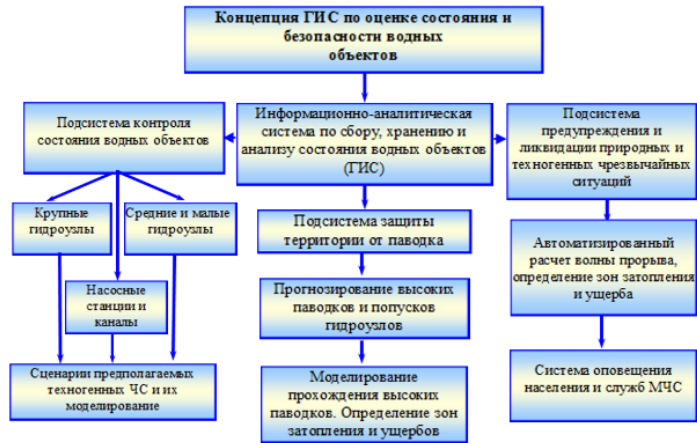 Концепция ГИС по оценке состояния и
безопасности водных
объектов
Подсистема контроля
состояния водных объектов
Информационно-аналитическая
система по сбору, хранению и
анализу состояния водных объектов
(ГИС)
Подсистема
предупреждения и
ликвидации природных и
техногенных чрезвычайных
ситуаций
Крупные
гидроузлы
Средние и малые
гидроузлы
Насосные
станции и
каналы
Сценарии предполагаемых
техногенных ЧС и их
моделирование
Подсистема защиты
территории от паводка
Прогнозирование высоких
паводков и попусков
гидроузлов
Моделирование
прохождения высоких
паводков. Определение зон
затопления и ущербов
Автоматизированный
расчет волны прорыва,
определение зон затопления
и ущерба
Система оповещения
населения и служб МЧС